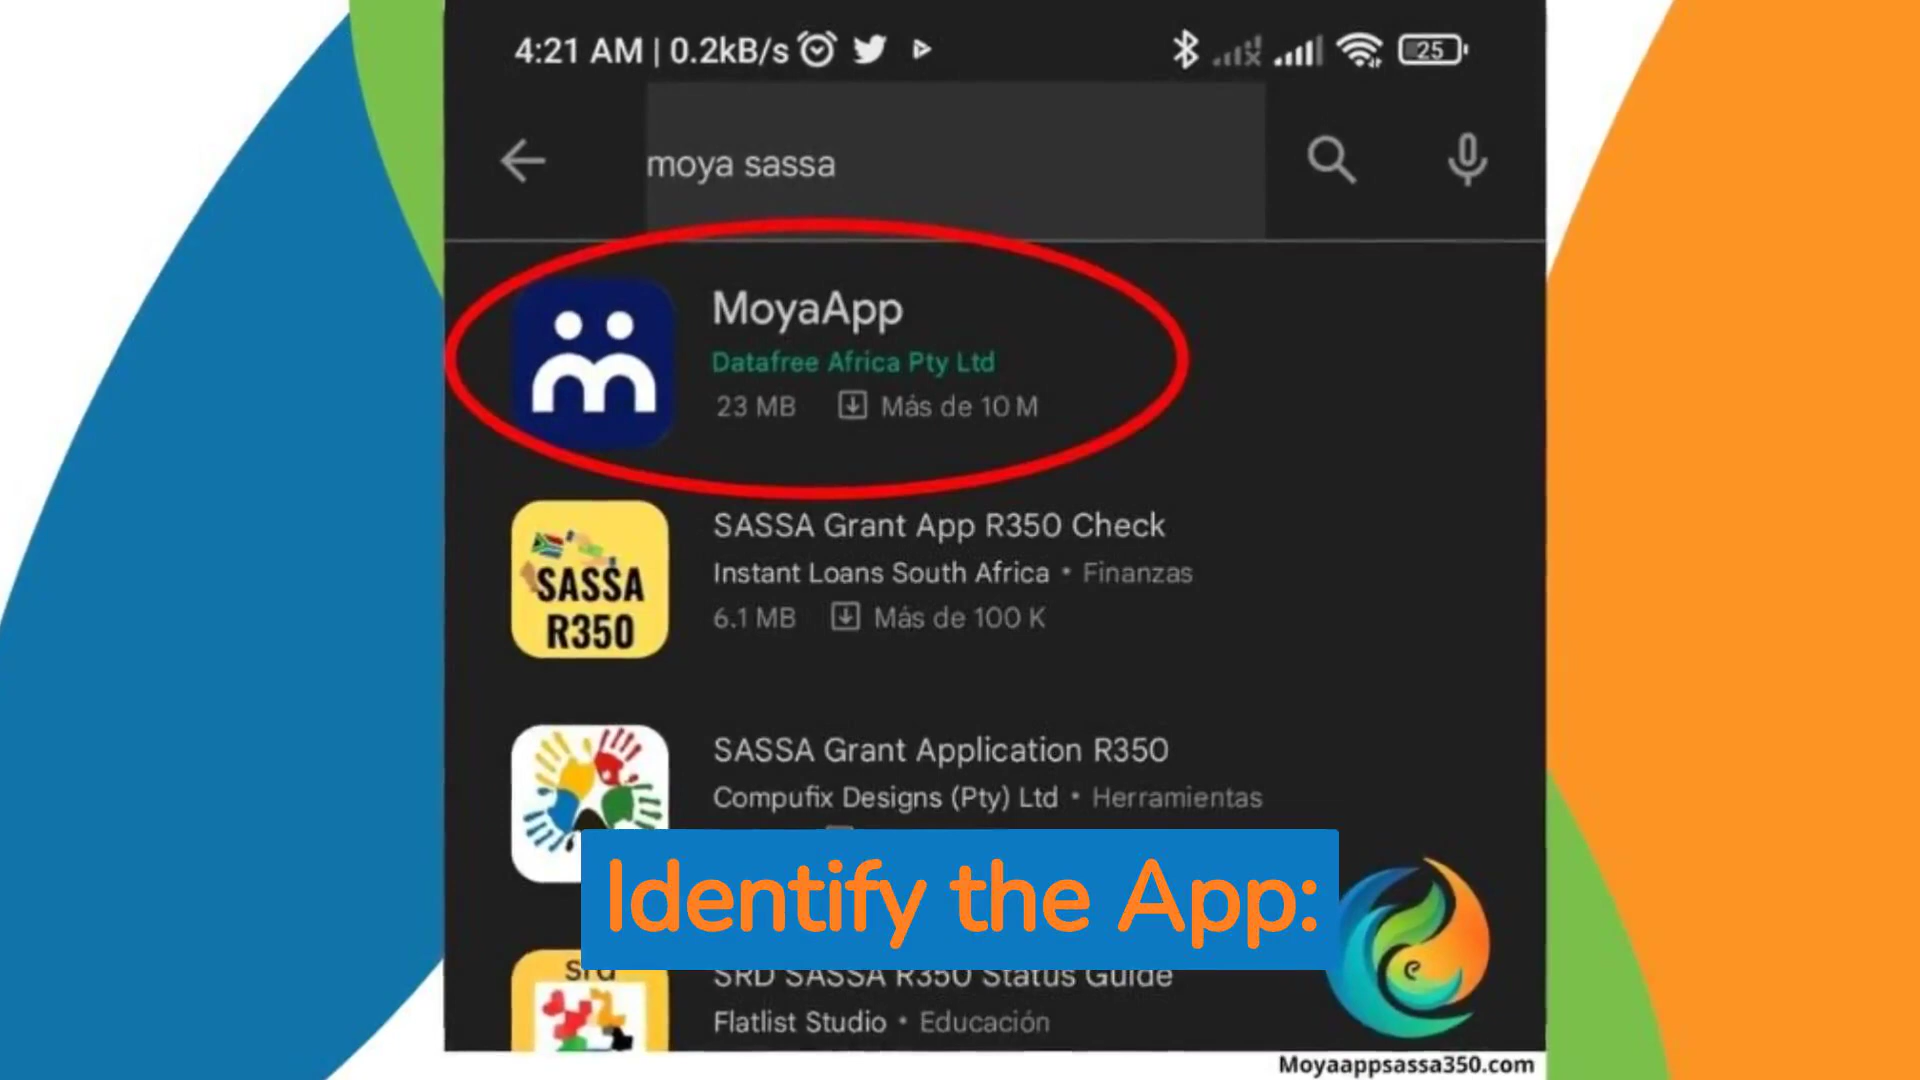 4:21 AM | 0.2kB/s
25
moya sassa
MoyaApp
Datafree Africa Pty Ltd
23 MB Más de 10 M
SASSA Grant App R350 Check
Instant Loans South Africa • Finanzas
6.1 MB Más de 100 K
SASSA
R350
SASSA Grant Application R350
Compufix Designs (Pty) Ltd • Herramientas
Identify the App:
srd
SRD SASSA R350 Status Guide
Flatlist Studio • Educación
Moyaappsassa350.com